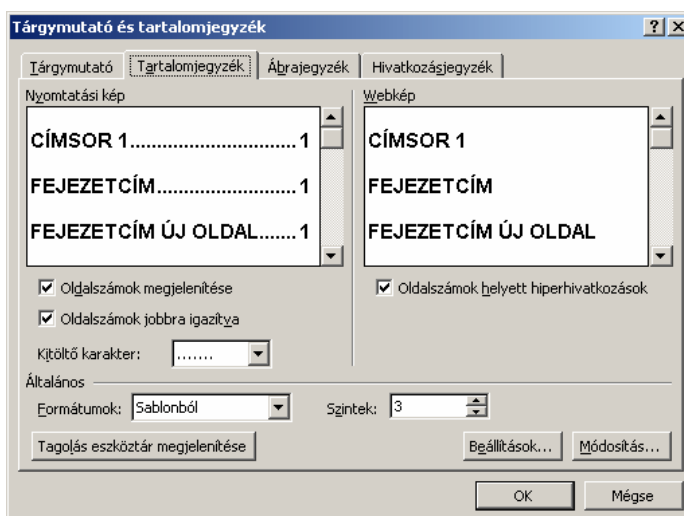 Tárgymutató és tartalomjegyzék
Tárgymutató Tartalomjegyzék Ábrajegyzék Hivatkozásjegyzék
Nyomtatási kép Webkép
CÍMSOR 1..............................1 CÍMSOR 1
FEJEZETCÍM.........................1 FEJEZETCÍM
FEJEZETCÍM ÚJ OLDAL.......1 FEJEZETCÍM ÚJ OLDAL
Oldalszámok megjelenítése Oldalszámok helyett hiperhivatkozások
Oldalszámok jobbra igazítva
Kitöltő karakter: .......
Általános
Formátumok: Sablonból Szintek: 3
Tagolás eszköztár megjelenítése Beállítások... Módosítás...
OK Mégse